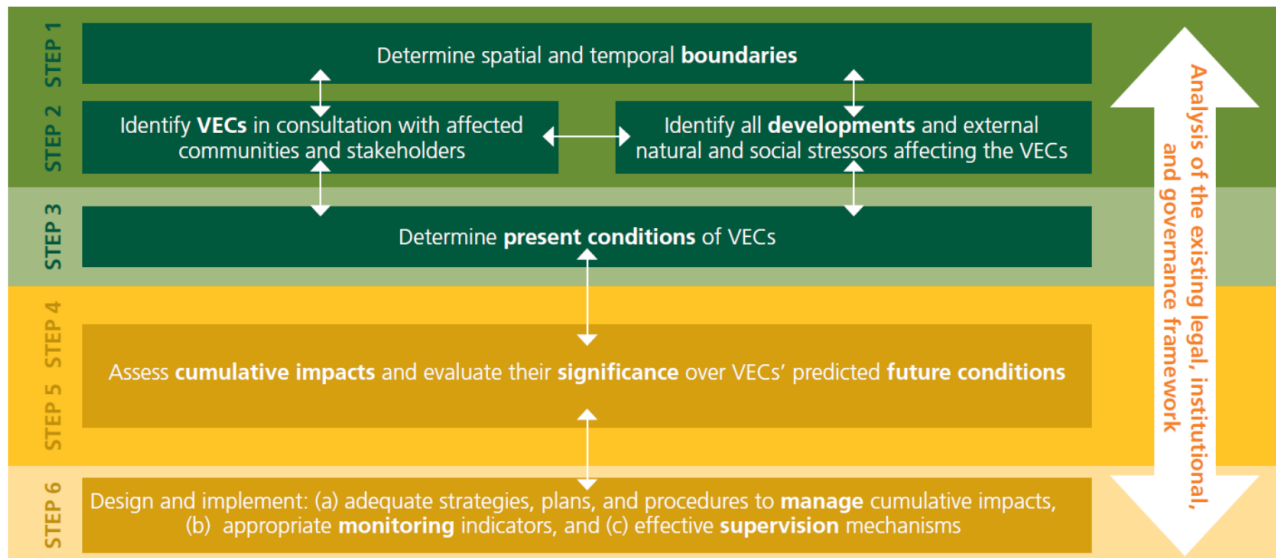 STEP 1
Determine spatial and temporal boundaries
STEP 2
Identify VECs in consultation with affected
communities and stakeholders
Identify all developments and external
natural and social stressors affecting the VECs
STEP 3
Determine present conditions of VECs
STEP 4
STEP 5
Assess cumulative impacts and evaluate their significance over VECs’ predicted future conditions
STEP 6
Design and implement: (a) adequate strategies, plans, and procedures to manage cumulative impacts,
(b) appropriate monitoring indicators, and (c) effective supervision mechanisms
Analysis of the existing legal, institutional,
and governance framework